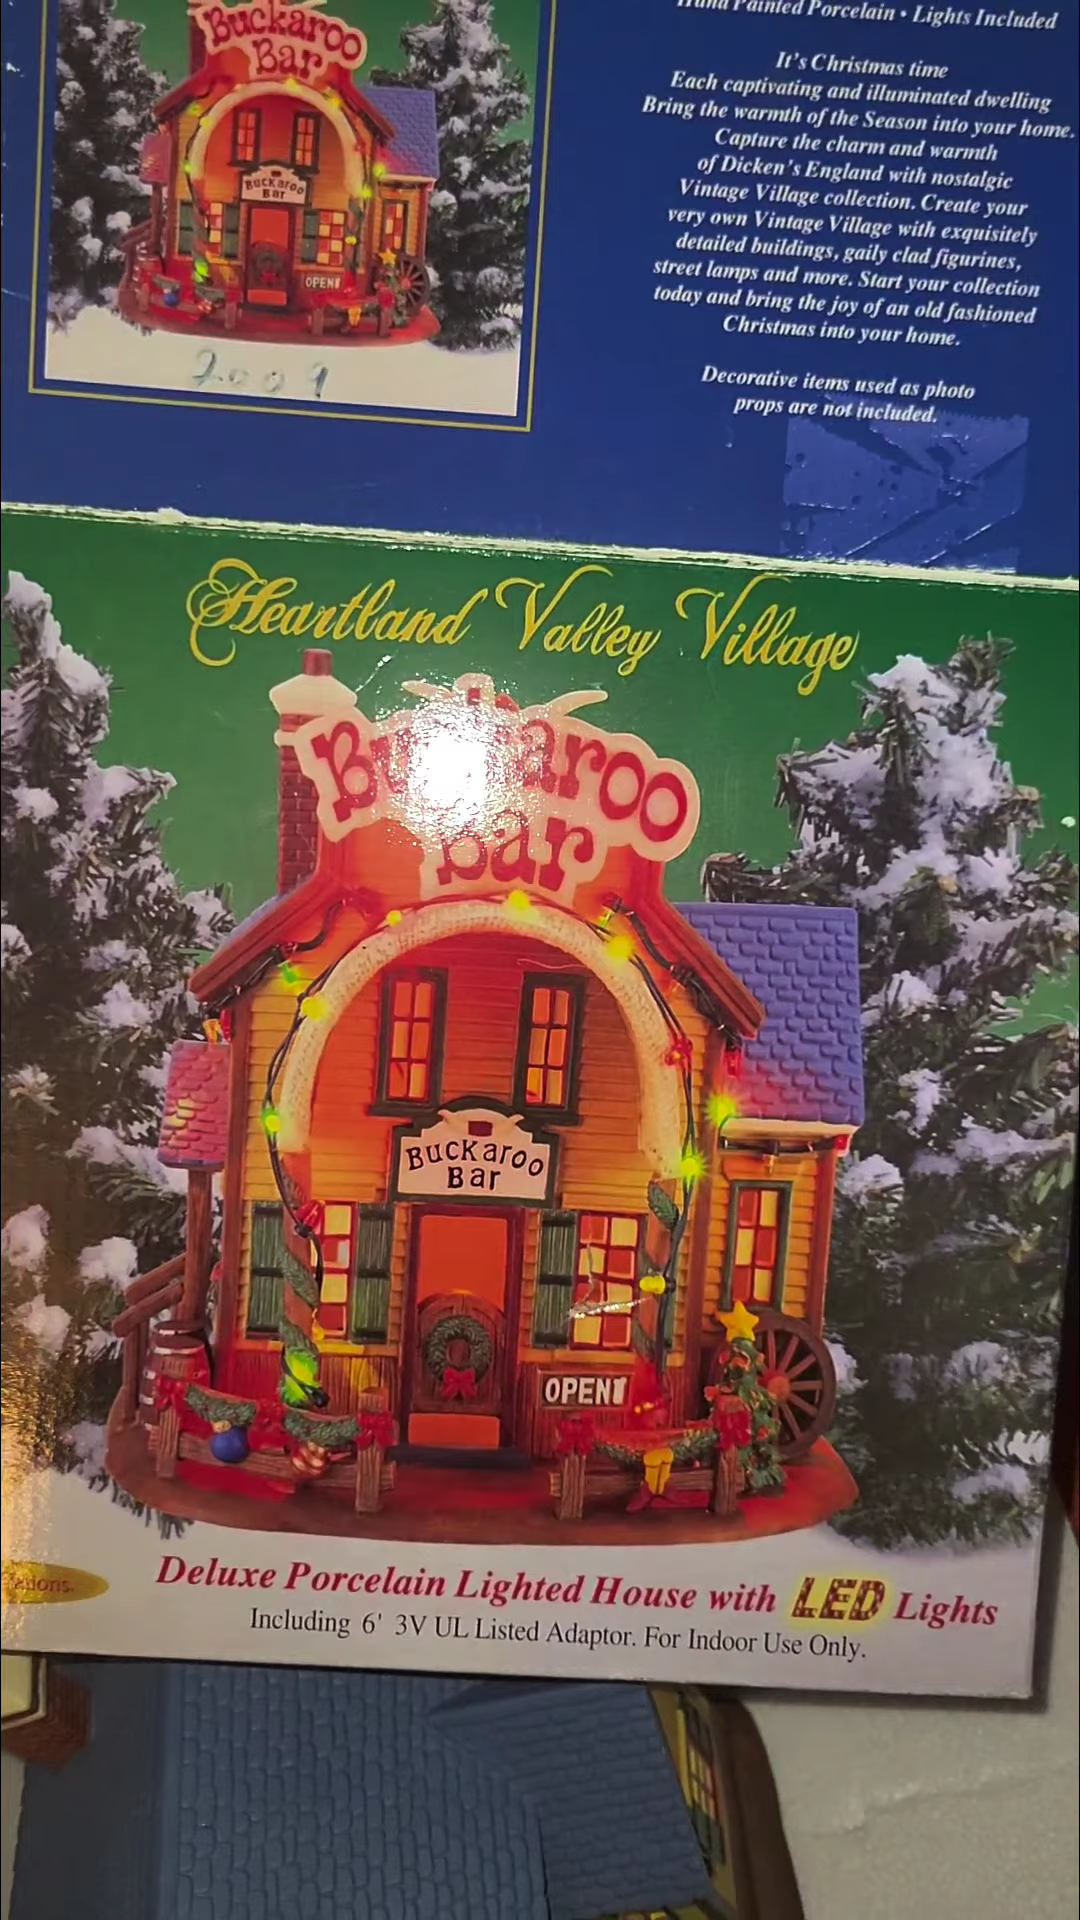 Buckaroo
Bar
BUCKAROO
BAR
OPEN
2009
Hand Painted Porcelain • Lights Included
It's Christmas time
Each captivating and illuminated dwelling
Bring the warmth of the Season into your home.
Capture the charm and warmth
of Dicken's England with nostalgic
Vintage Village collection. Create your
very own Vintage Village with exquisitely
detailed buildings, gaily clad figurines,
street lamps and more. Start your collection
today and bring the joy of an old fashioned
Christmas into your home.
Decorative items used as photo
props are not included.
Heartland Valley Village
Buckaroo
Bar
BUCKAROO
BAR
OPEN
Deluxe Porcelain Lighted House with LED Lights
Including 6' 3V UL Listed Adaptor. For Indoor Use Only.